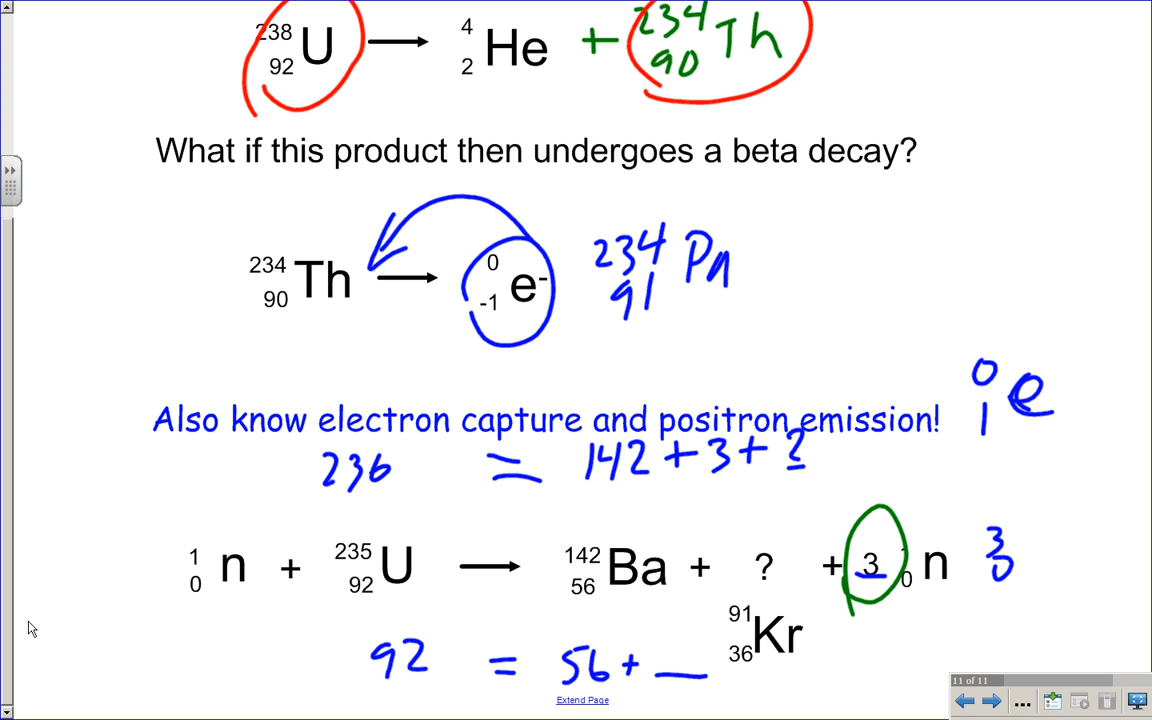 238 92 U → 4 2 He + 234 90 Th
What if this product then undergoes a beta decay?
234 90 Th → 0 -1 e- 234 91 Pa
0 1 e
Also know electron capture and positron emission!
236 = 142 + 3 + ?
1 0 n + 235 92 U → 142 56 Ba + ? + 3 1 0 n 3 0
91 36 Kr
92 = 56 + __
Extend Page
11 of 11
...